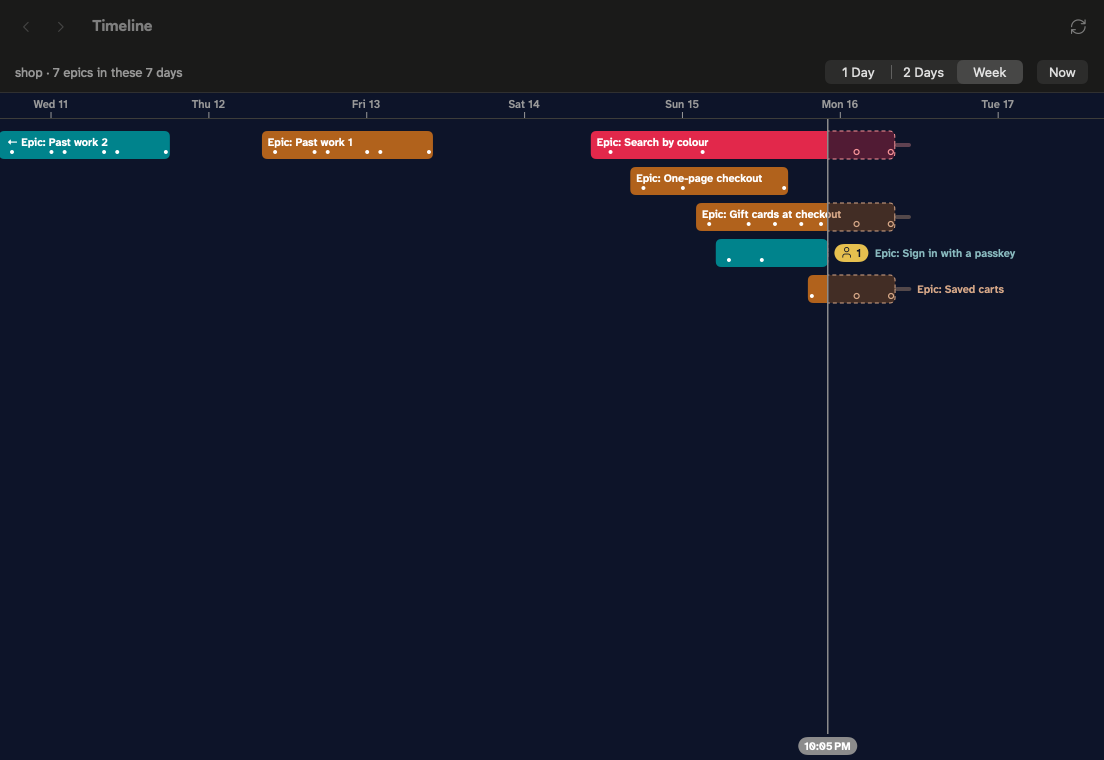 Timeline
shop · 7 epics in these 7 days
1 Day
2 Days
Week
Now
Wed 11
Thu 12
Fri 13
Sat 14
Sun 15
Mon 16
Tue 17
← Epic: Past work 2
Epic: Past work 1
Epic: Search by colour
Epic: One-page checkout
Epic: Gift cards at checkout
1
Epic: Sign in with a passkey
Epic: Saved carts
10:05 PM